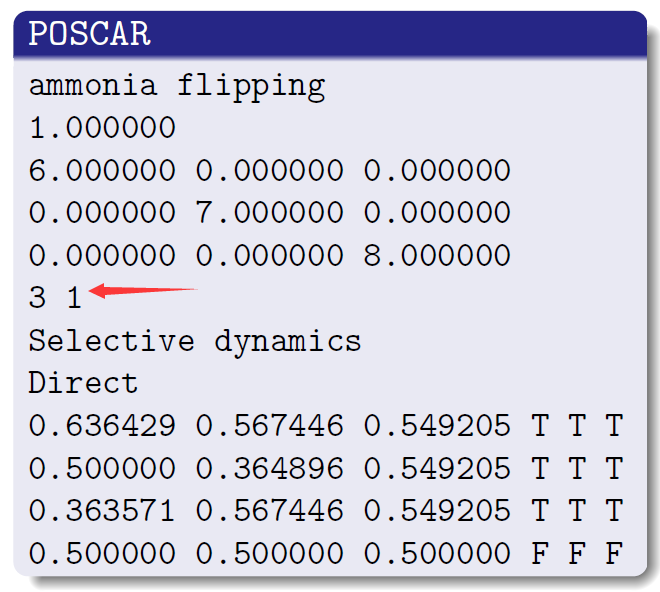 POSCAR
ammonia flipping
1.000000
6.000000 0.000000 0.000000
0.000000 7.000000 0.000000
0.000000 0.000000 8.000000
3 1
Selective dynamics
Direct
0.636429 0.567446 0.549205 T T T
0.500000 0.364896 0.549205 T T T
0.363571 0.567446 0.549205 T T T
0.500000 0.500000 0.500000 F F F